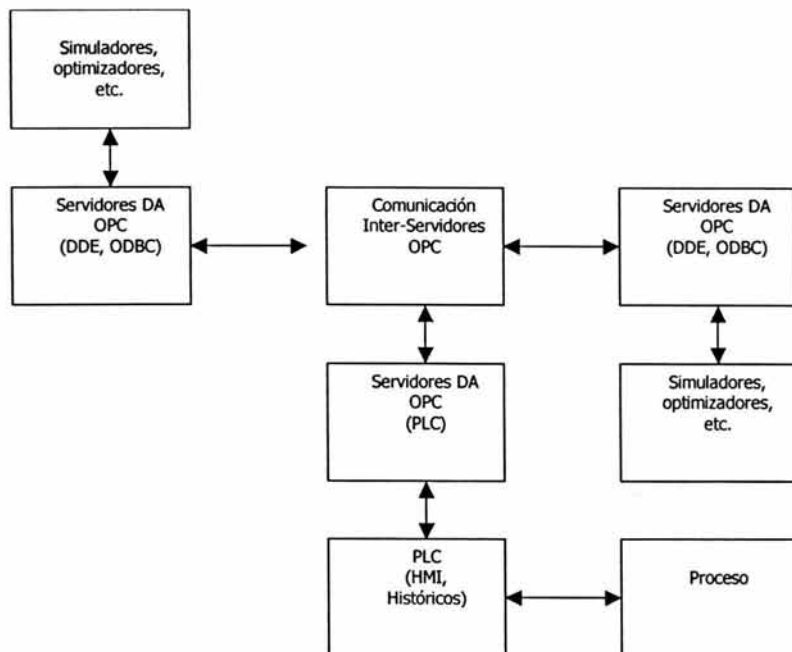 Simuladores,
optimizadores,
etc.
Servidores DA
OPC
(DDE, ODBC)
Comunicación
Inter-Servidores
OPC
Servidores DA
OPC
(DDE, ODBC)
Servidores DA
OPC
(PLC)
Simuladores,
optimizadores,
etc.
PLC
(HMI,
Históricos)
Proceso